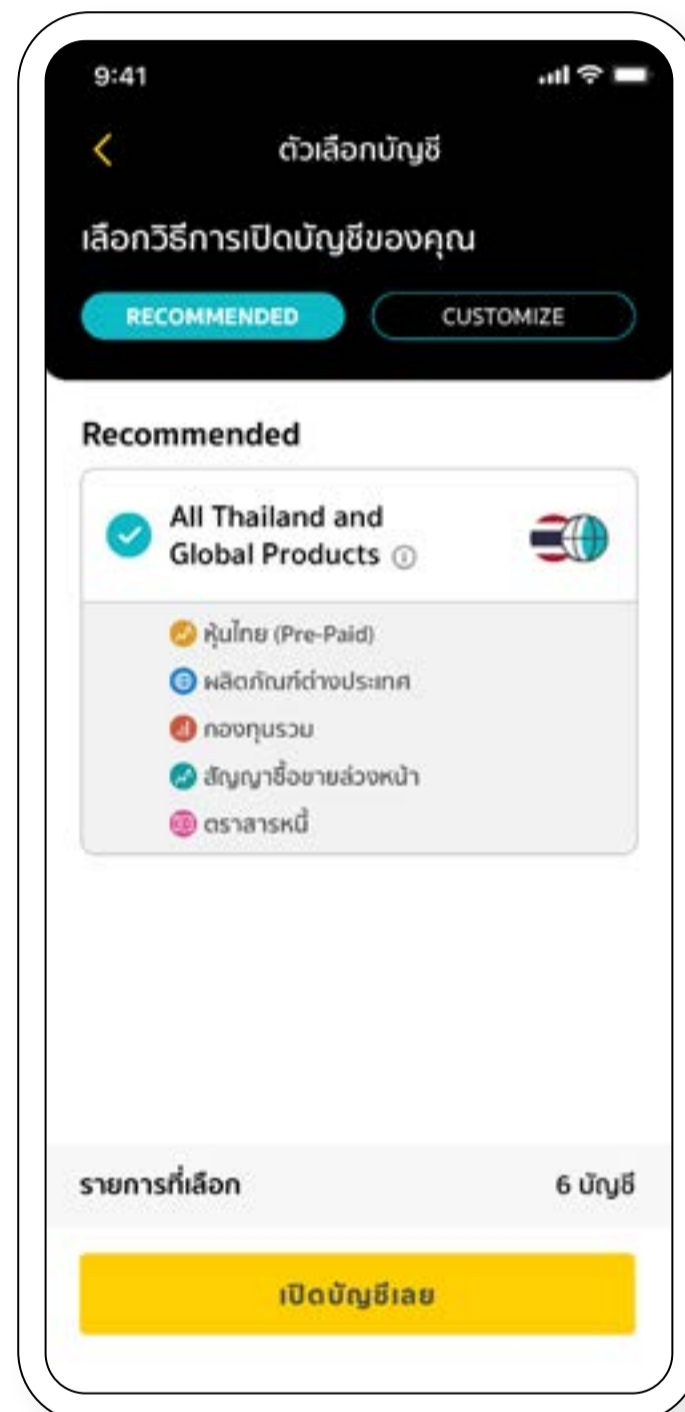 9:41
ตัวเลือกบัญชี
เลือกวิธีการเปิดบัญชีของคุณ
RECOMMENDED
CUSTOMIZE
Recommended
All Thailand and
Global Products
หุ้นไทย (Pre-Paid)
ผลิตภัณฑ์ต่างประเทศ
กองทุนรวม
สัญญาซื้อขายล่วงหน้า
ตราสารหนี้
รายการที่เลือก
6 บัญชี
เปิดบัญชีเลย